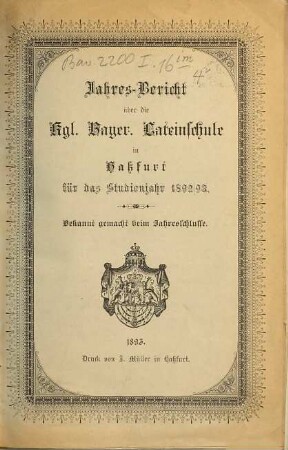 Bav. 2200 I. 16 im
Jahres-Bericht
über die
Kgl. Bayer. Lateinschule
in
Haßfurt
für das Studienjahr 1892-93.
Bekannt gemacht beim Jahresschlusse.
1893.
Druck von J. Müller in Haßfurt.